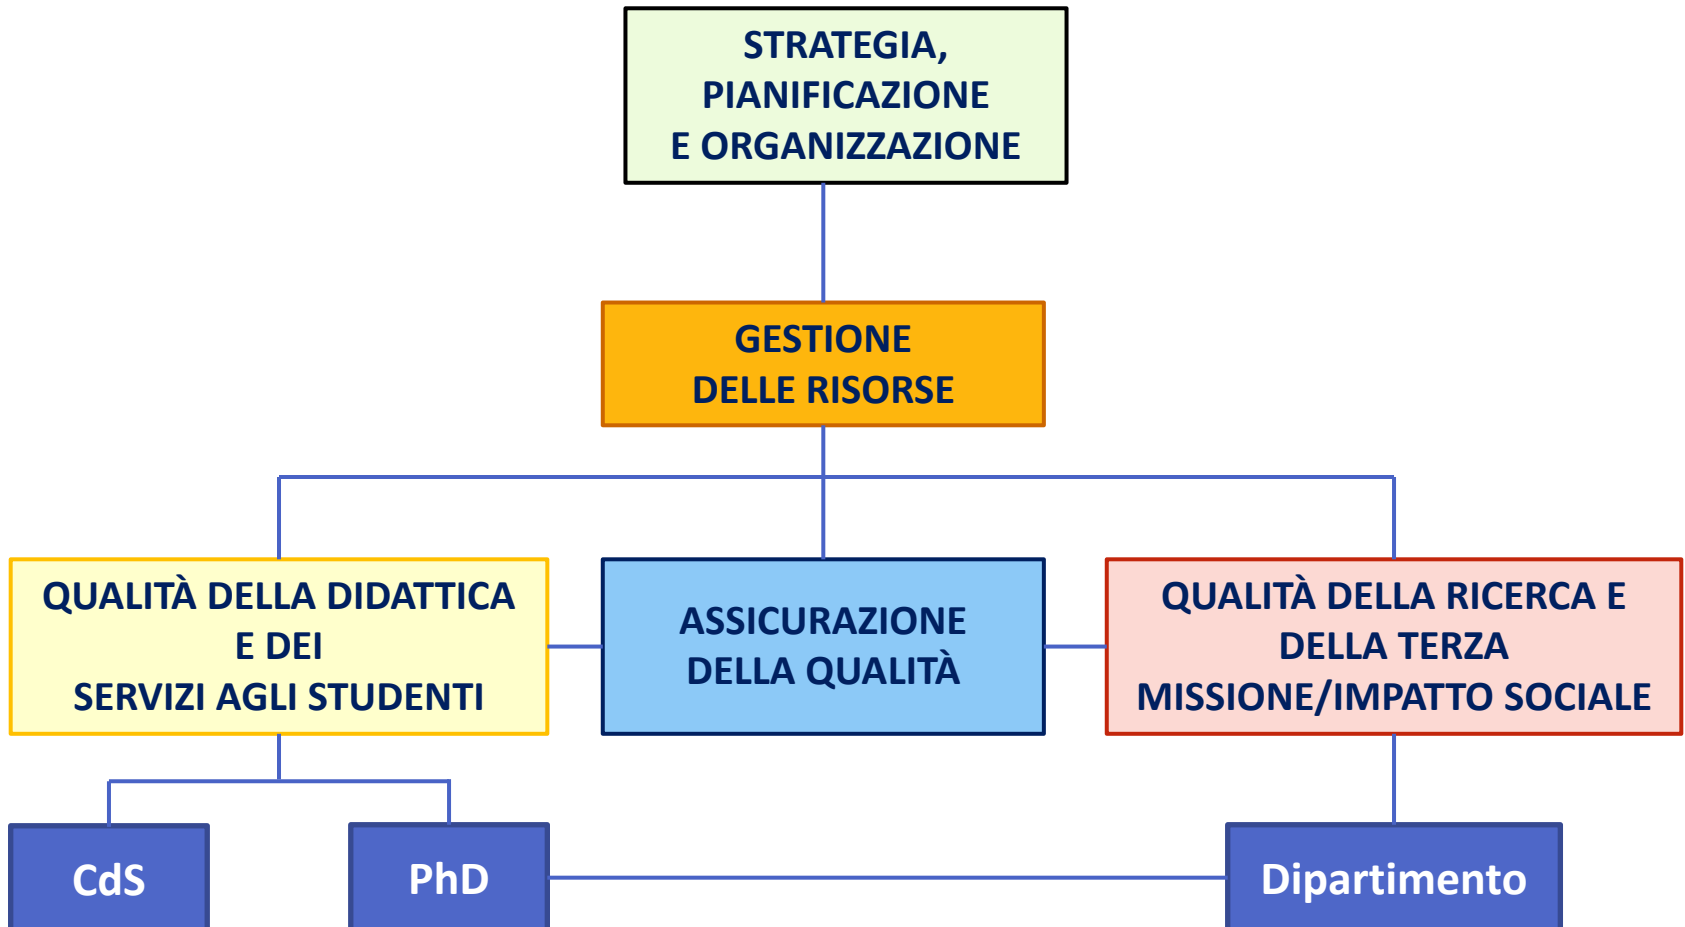 STRATEGIA,
PIANIFICAZIONE
E ORGANIZZAZIONE
GESTIONE
DELLE RISORSE
QUALITÀ DELLA DIDATTICA
E DEI
SERVIZI AGLI STUDENTI
ASSICURAZIONE
DELLA QUALITÀ
QUALITÀ DELLA RICERCA E
DELLA TERZA
MISSIONE/IMPATTO SOCIALE
CdS
PhD
Dipartimento